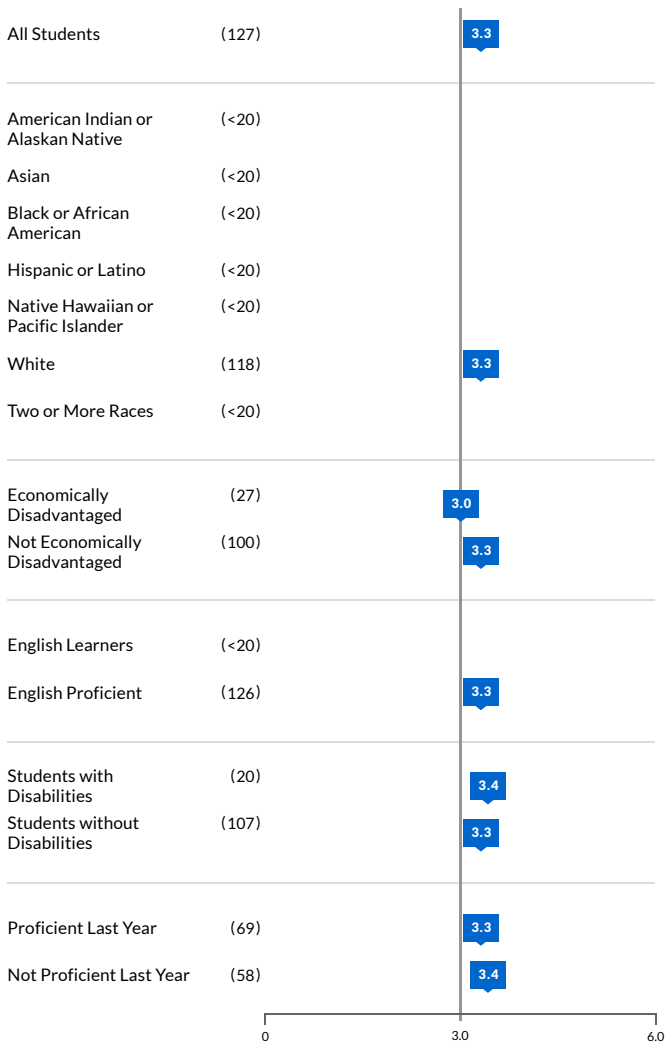 All Students (127) 3.3
American Indian or (<20)
Alaskan Native
Asian (<20)
Black or African (<20)
American
Hispanic or Latino (<20)
Native Hawaiian or (<20)
Pacific Islander
White (118) 3.3
Two or More Races (<20)
Economically (27) 3.0
Disadvantaged
Not Economically (100) 3.3
Disadvantaged
English Learners (<20)
English Proficient (126) 3.3
Students with (20) 3.4
Disabilities
Students without (107) 3.3
Disabilities
Proficient Last Year (69) 3.3
Not Proficient Last Year (58) 3.4
0 3.0 6.0